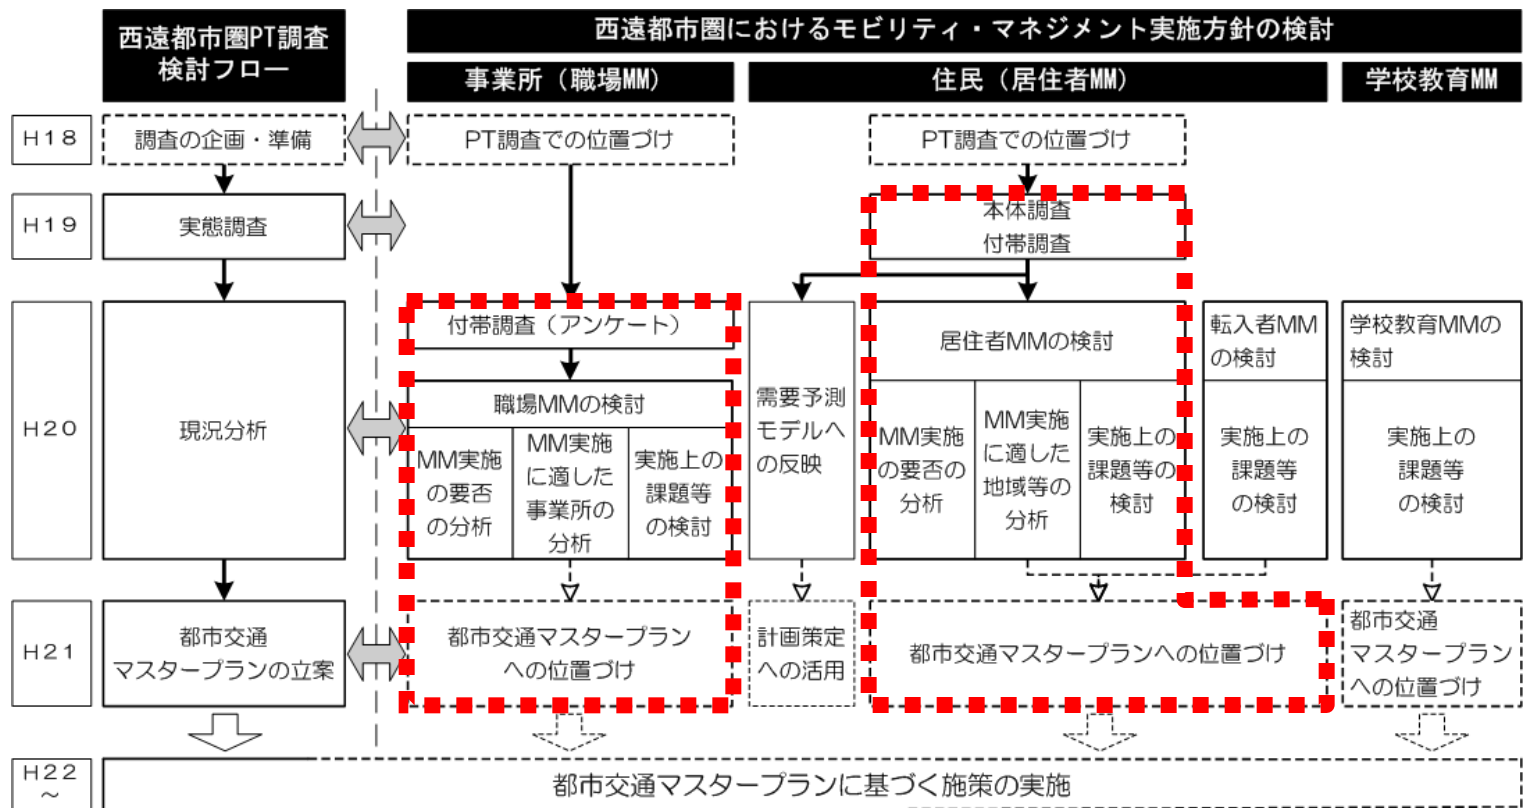 西遠都市圏PT調査
検討フロー
西遠都市圏におけるモビリティ・マネジメント実施方針の検討
事業所(職場MM)
住民(居住者MM)
学校教育MM
H18
調査の企画・準備
PT調査での位置づけ
PT調査での位置づけ
H19
実態調査
本体調査
付帯調査
H20
現況分析
付帯調査(アンケート)
職場MMの検討
MM実施
の要否
の分析
MM実施
に適した
事業所の
分析
実施上の
課題等
の検討
需要予測
モデルへ
の反映
居住者MMの検討
MM実施
の要否の
分析
MM実施
に適した
地域等の
分析
実施上の
課題等の
検討
転入者MM
の検討
実施上の
課題等
の検討
学校教育MMの
検討
実施上の
課題等
の検討
H21
都市交通
マスタープランの立案
都市交通マスタープラン
への位置づけ
計画策定
への活用
都市交通マスタープランへの位置づけ
都市交通
マスタープラン
への位置づけ
H22
~
都市交通マスタープランに基づく施策の実施